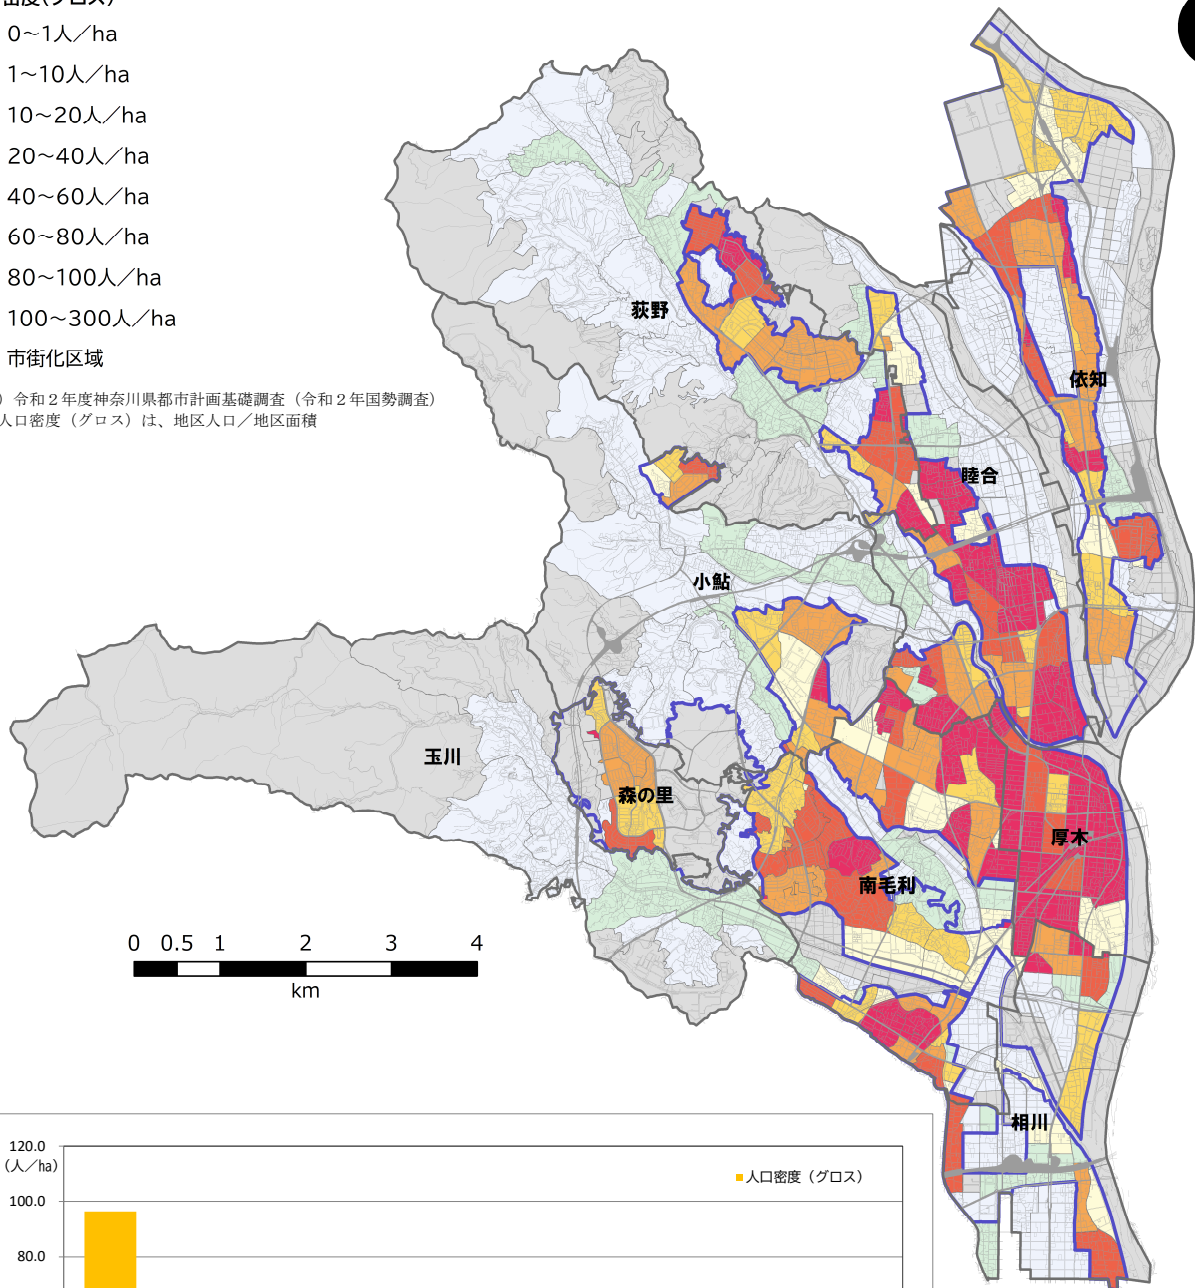 密度(グロス)
0~1人/ha
1~10人/ha
10~20人/ha
20~40人/ha
40~60人/ha
60~80人/ha
80~100人/ha
100~300人/ha
市街化区域
)令和2年度神奈川県都市計画基礎調査(令和2年国勢調査)
人口密度(グロス)は、地区人口/地区面積
荻野
依知
睦合
小鮎
玉川
森の里
厚木
南毛利
相川
0 0.5 1 2 3 4
km
120.0
(人/ha)
人口密度(グロス)
100.0
80.0